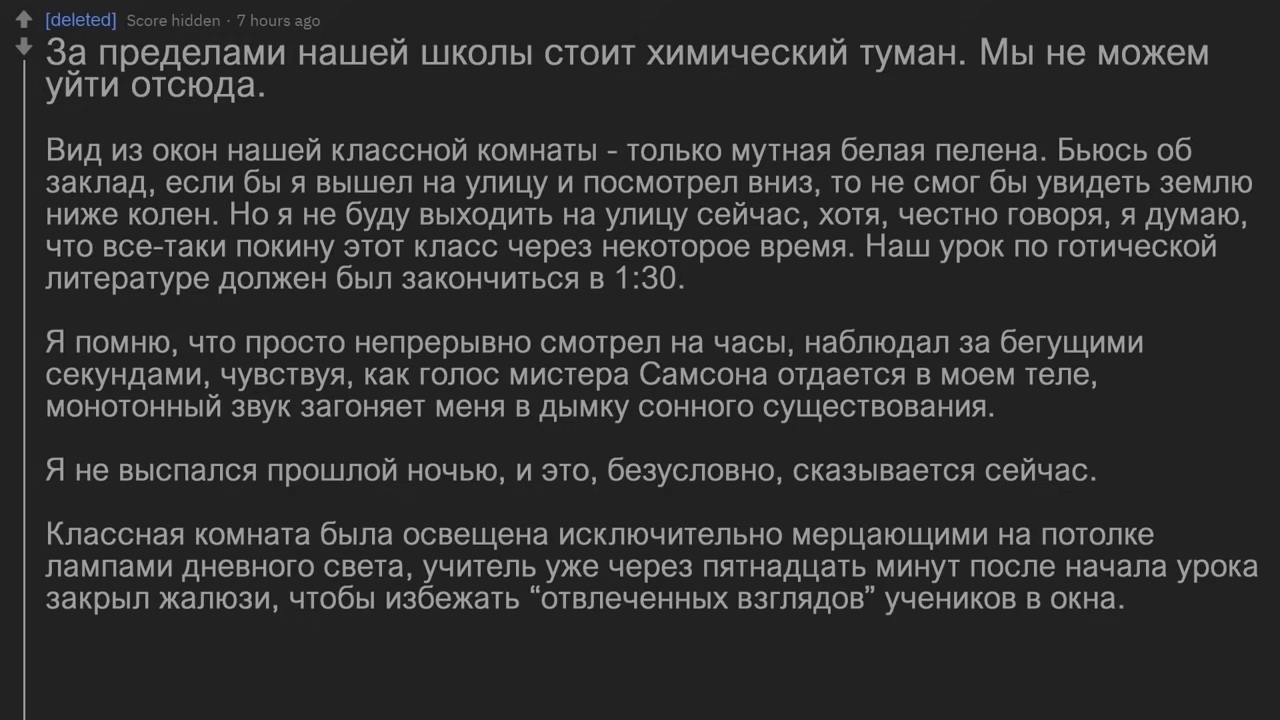 [deleted] Score hidden · 7 hours ago
За пределами нашей школы стоит химический туман. Мы не можем
уйти отсюда.
Вид из окон нашей классной комнаты - только мутная белая пелена. Бьюсь об
заклад, если бы я вышел на улицу и посмотрел вниз, то не смог бы увидеть землю
ниже колен. Но я не буду выходить на улицу сейчас, хотя, честно говоря, я думаю,
что все-таки покину этот класс через некоторое время. Наш урок по готической
литературе должен был закончиться в 1:30.
Я помню, что просто непрерывно смотрел на часы, наблюдал за бегущими
секундами, чувствуя, как голос мистера Самсона отдается в моем теле,
монотонный звук загоняет меня в дымку сонного существования.
Я не выспался прошлой ночью, и это, безусловно, сказывается сейчас.
Классная комната была освещена исключительно мерцающими на потолке
лампами дневного света, учитель уже через пятнадцать минут после начала урока
закрыл жалюзи, чтобы избежать “отвлеченных взглядов” учеников в окна.